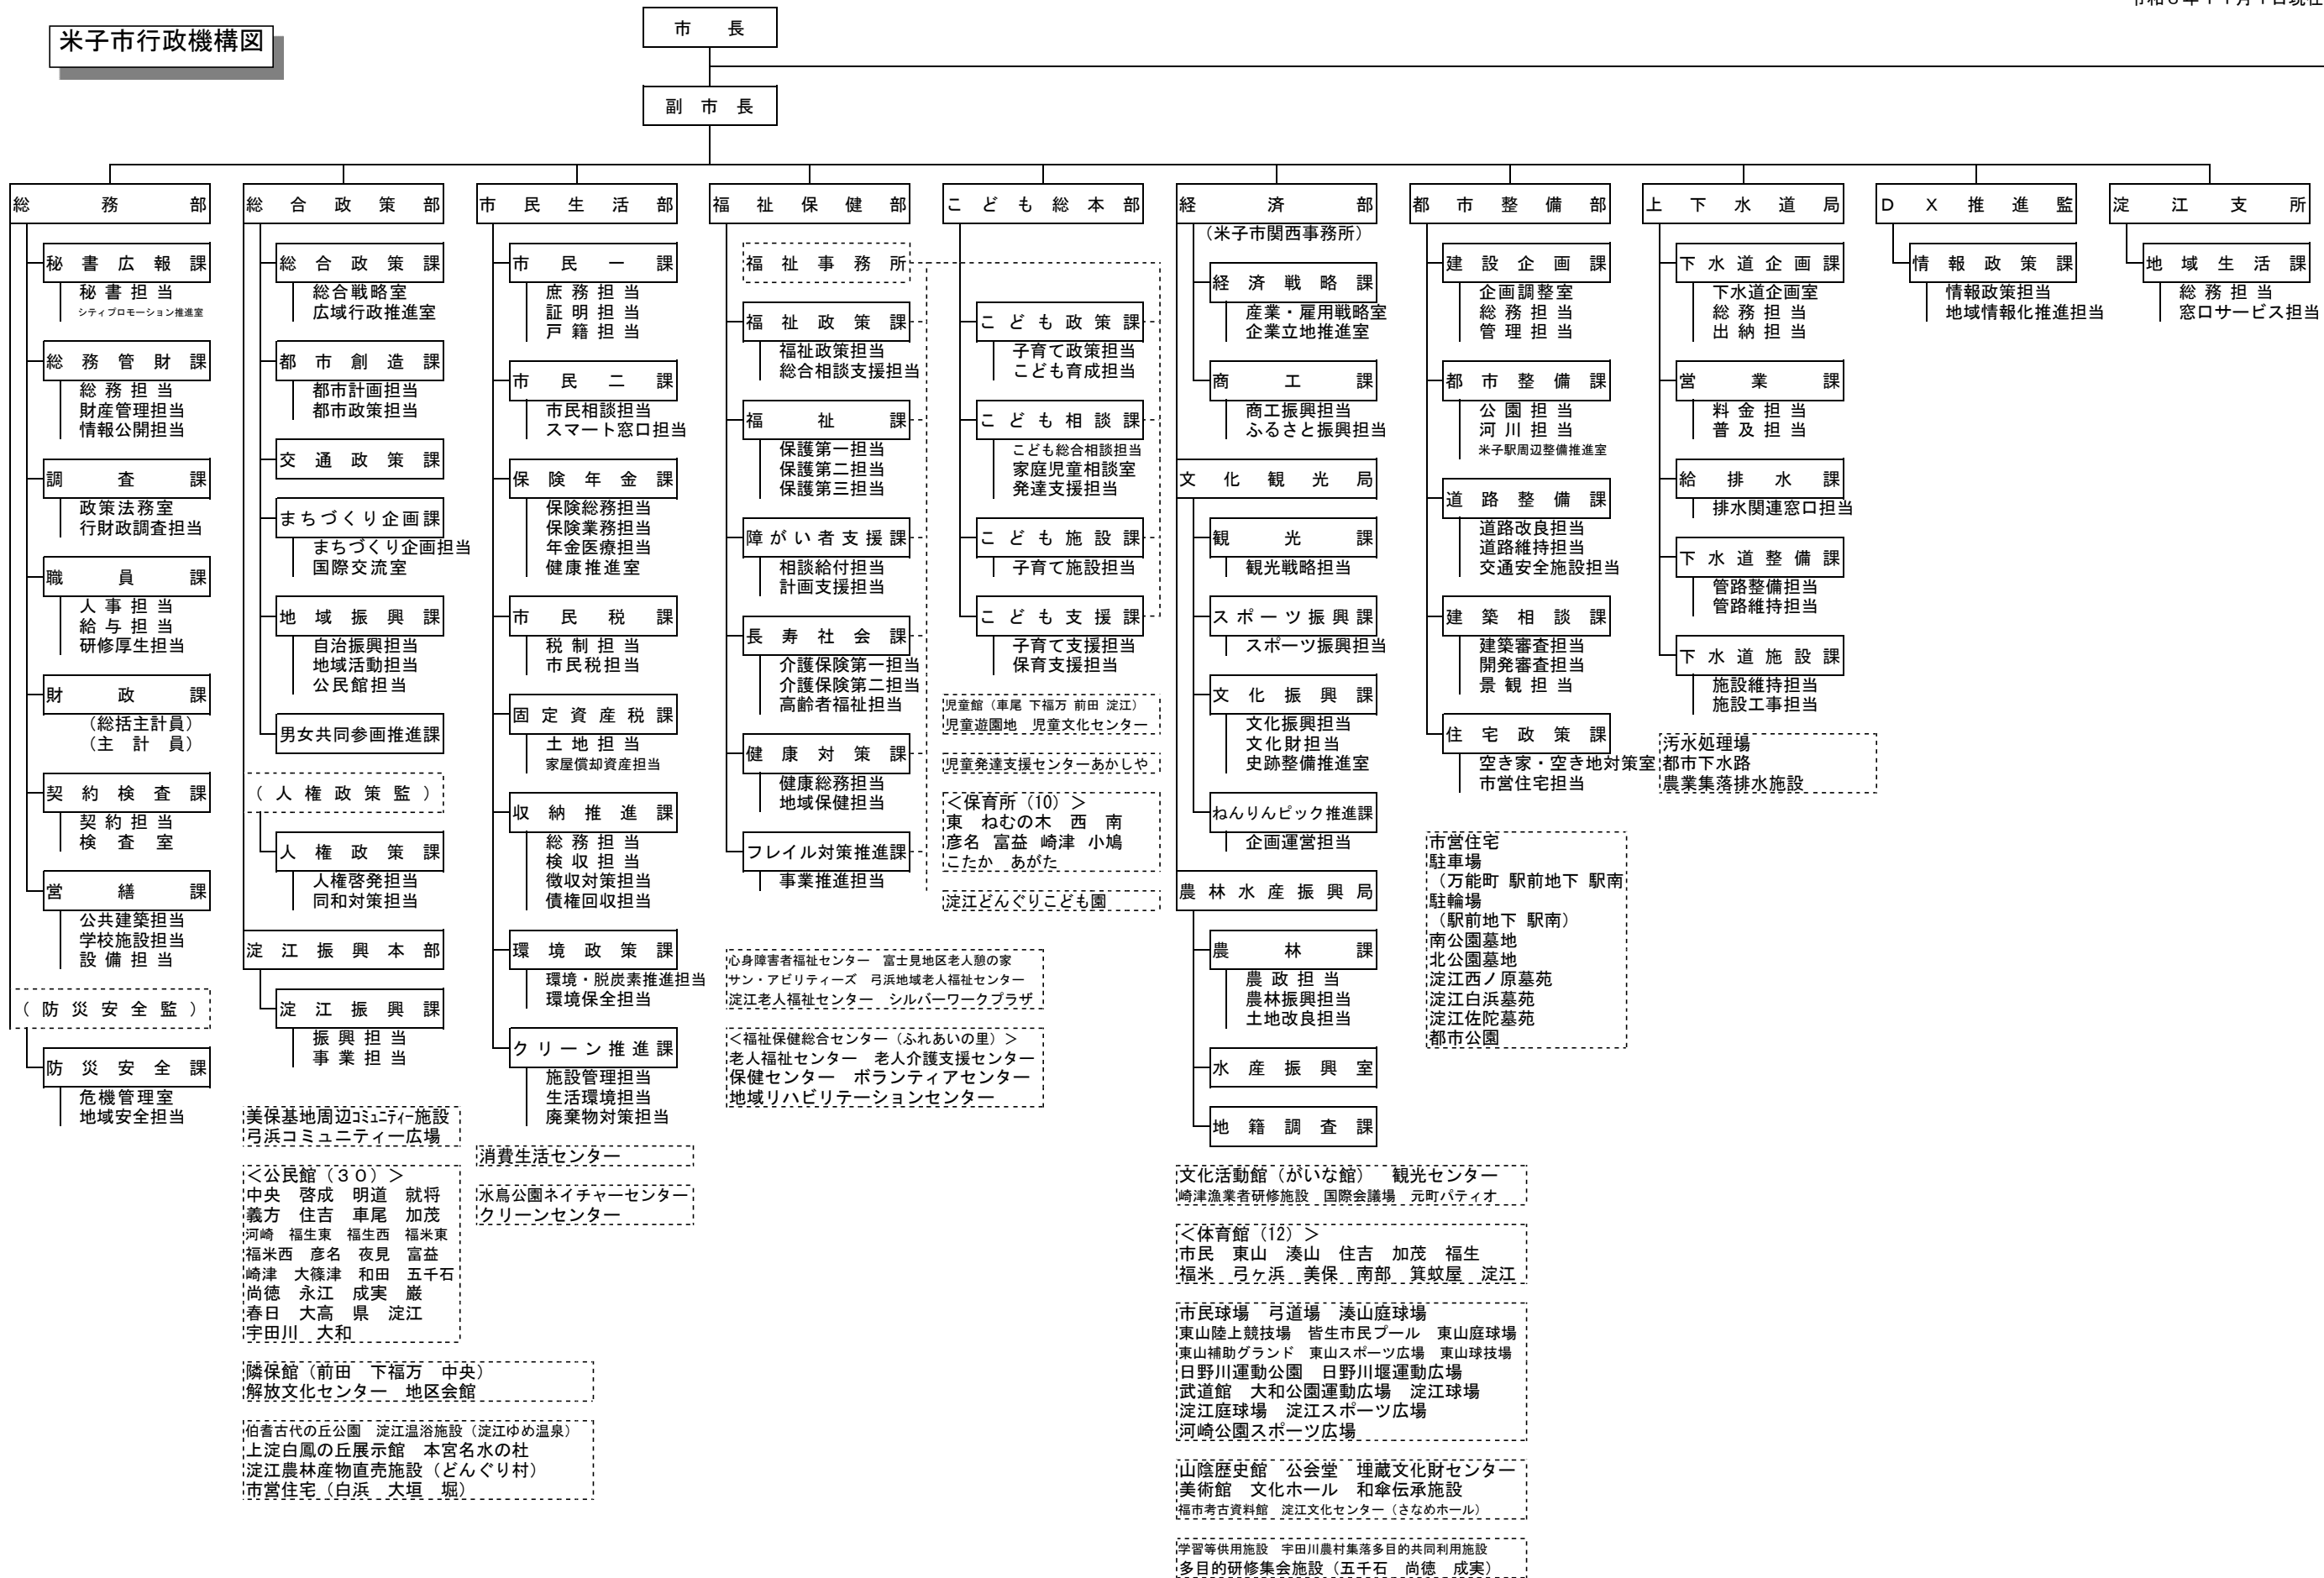 米子市行政機構図
市長
副市長
総務部
秘書広報課
秘書担当
シティプロモーション推進室
総務管財課
総務担当
財産管理担当
情報公開担当
調査課
政策法務室
行財政調査担当
職員課
人事担当
給与担当
研修厚生担当
財政課
（総括主計員）
（主計員）
契約検査課
契約担当
検査室
営繕課
公共建築担当
学校施設担当
設備担当
（防災安全監）
防災安全課
危機管理室
地域安全担当
総合政策部
総合政策課
総合戦略室
広域行政推進室
都市創造課
都市計画担当
都市政策担当
交通政策課
まちづくり企画課
まちづくり企画担当
国際交流室
地域振興課
自治振興担当
地域活動担当
公民館担当
男女共同参画推進課
（人権政策監）
人権政策課
人権啓発担当
同和対策担当
淀江振興本部
淀江振興課
振興担当
事業担当
美保基地周辺ｺﾐｭﾆﾃｨｰ施設
弓浜コミュニティー広場
＜公民館（３０）＞
中央　啓成　明道　就将
義方　住吉　車尾　加茂
河崎　福生東　福生西　福米東
福米西　彦名　夜見　富益
崎津　大篠津　和田　五千石
尚徳　永江　成実　巌
春日　大高　県　淀江
宇田川　大和
隣保館（前田　下福万　中央）
解放文化センター　地区会館
伯耆古代の丘公園　淀江温浴施設（淀江ゆめ温泉）
上淀白鳳の丘展示館　本宮名水の杜
淀江農林産物直売施設（どんぐり村）
市営住宅（白浜　大垣　堀）
市民生活部
市民一課
庶務担当
証明担当
戸籍担当
市民二課
市民相談担当
スマート窓口担当
保険年金課
保険総務担当
保険業務担当
年金医療担当
健康推進室
市民税課
税制担当
市民税担当
固定資産税課
土地担当
家屋償却資産担当
収納推進課
総務担当
検収担当
徴収対策担当
債権回収担当
環境政策課
環境・脱炭素推進担当
環境保全担当
クリーン推進課
施設管理担当
生活環境担当
廃棄物対策担当
消費生活センター
水鳥公園ネイチャーセンター
クリーンセンター
福祉保健部
福祉事務所
福祉政策課
福祉政策担当
総合相談支援担当
福祉課
保護第一担当
保護第二担当
保護第三担当
障がい者支援課
相談給付担当
計画支援担当
長寿社会課
介護保険第一担当
介護保険第二担当
高齢者福祉担当
健康対策課
健康総務担当
地域保健担当
フレイル対策推進課
事業推進担当
心身障害者福祉センター　富士見地区老人憩の家
サン・アビリティーズ　弓浜地域老人福祉センター
淀江老人福祉センター　シルバーワークプラザ
＜福祉保健総合センター（ふれあいの里）＞
老人福祉センター　老人介護支援センター
保健センター　ボランティアセンター
地域リハビリテーションセンター
こども総本部
こども政策課
子育て政策担当
こども育成担当
こども相談課
こども総合相談担当
家庭児童相談室
発達支援担当
こども施設課
子育て施設担当
こども支援課
子育て支援担当
保育支援担当
児童館（車尾 下福万 前田 淀江）
児童遊園地　児童文化センター
児童発達支援センターあかしや
＜保育所（10）＞
東　ねむの木　西　南
彦名　富益　崎津　小鳩
こたか　あがた
淀江どんぐりこども園
経済部
（米子市関西事務所）
経済戦略課
産業・雇用戦略室
企業立地推進室
商工課
商工振興担当
ふるさと振興担当
文化観光局
観光課
観光戦略担当
スポーツ振興課
スポーツ振興担当
文化振興課
文化振興担当
文化財担当
史跡整備推進室
ねんりんピック推進課
企画運営担当
農林水産振興局
農林課
農政担当
農林振興担当
土地改良担当
水産振興室
地籍調査課
文化活動館（がいな館）　観光センター
崎津漁業者研修施設　国際会議場　元町パティオ
＜体育館（12）＞
市民　東山　湊山　住吉　加茂　福生
福米　弓ヶ浜　美保　南部　箕蚊屋　淀江
市民球場　弓道場　湊山庭球場
東山陸上競技場　皆生市民プール　東山庭球場
東山補助グランド　東山スポーツ広場　東山球技場
日野川運動公園　日野川堰運動広場
武道館　大和公園運動広場　淀江球場
淀江庭球場　淀江スポーツ広場
河崎公園スポーツ広場
山陰歴史館　公会堂　埋蔵文化財センター
美術館　文化ホール　和傘伝承施設
福市考古資料館　淀江文化センター（さなめホール）
学習等供用施設　宇田川農村集落多目的共同利用施設
多目的研修集会施設（五千石　尚徳　成実）
都市整備部
建設企画課
企画調整室
総務担当
管理担当
都市整備課
公園担当
河川担当
米子駅周辺整備推進室
道路整備課
道路改良担当
道路維持担当
交通安全施設担当
建築相談課
建築審査担当
開発審査担当
景観担当
住宅政策課
空き家・空き地対策室
市営住宅担当
市営住宅
駐車場
（万能町 駅前地下 駅南
駐輪場
（駅前地下 駅南）
南公園墓地
北公園墓地
淀江西ノ原墓苑
淀江白浜墓苑
淀江佐陀墓苑
都市公園
上下水道局
下水道企画課
下水道企画室
総務担当
出納担当
営業課
料金担当
普及担当
給排水課
排水関連窓口担当
下水道整備課
管路整備担当
管路維持担当
下水道施設課
施設維持担当
施設工事担当
汚水処理場
都市下水路
農業集落排水施設
ＤＸ推進監
情報政策課
情報政策担当
地域情報化推進担当
淀江支所
地域生活課
総務担当
窓口サービス担当